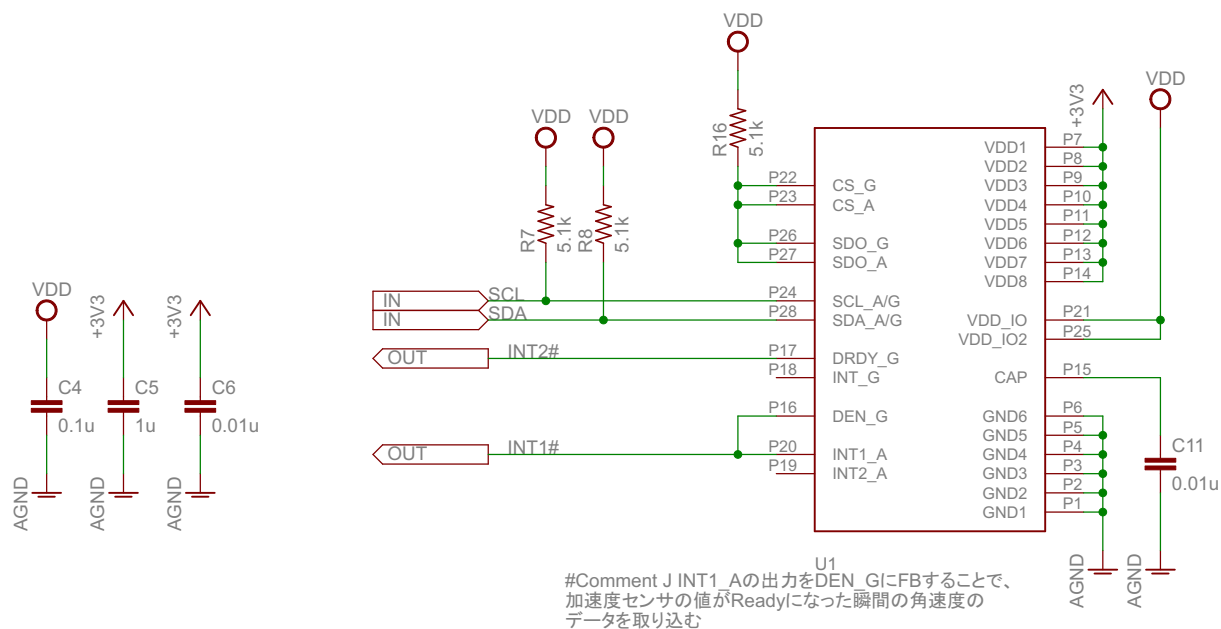 VDD
VDD
VDD
VDD
+3V3
R16
5.1k
R7
5.1k
R8
5.1k
P22
CS_G
P23
CS_A
P26
SDO_G
P27
SDO_A
IN
SCL
P24
SCL_A/G
IN
SDA
P28
SDA_A/G
OUT
INT2#
P17
DRDY_G
P18
INT_G
P16
DEN_G
OUT
INT1#
P20
INT1_A
P19
INT2_A
VDD1
P7
VDD2
P8
VDD3
P9
VDD4
P10
VDD5
P11
VDD6
P12
VDD7
P13
VDD8
P14
VDD_IO
P21
VDD_IO2
P25
CAP
P15
GND6
P6
GND5
P5
GND4
P4
GND3
P3
GND2
P2
GND1
P1
C11
0.01u
AGND
AGND
VDD
+3V3
+3V3
C4
0.1u
C5
1u
C6
0.01u
AGND
AGND
AGND
U1
#Comment J INT1_Aの出力をDEN_GにFBすることで、
加速度センサの値がReadyになった瞬間の角速度の
データを取り込む